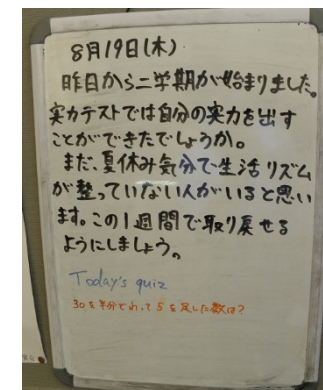 8月19日(木)
昨日から二学期が始まりました。
実力テストでは自分の実力を出す
ことができたでしょうか。
まだ、夏休み気分で生活リズム
が整っていない人がいると思い
ます。この1週間で取り戻せる
ようにしましょう。
Today's quiz
30を半分でわって5を足した数は?